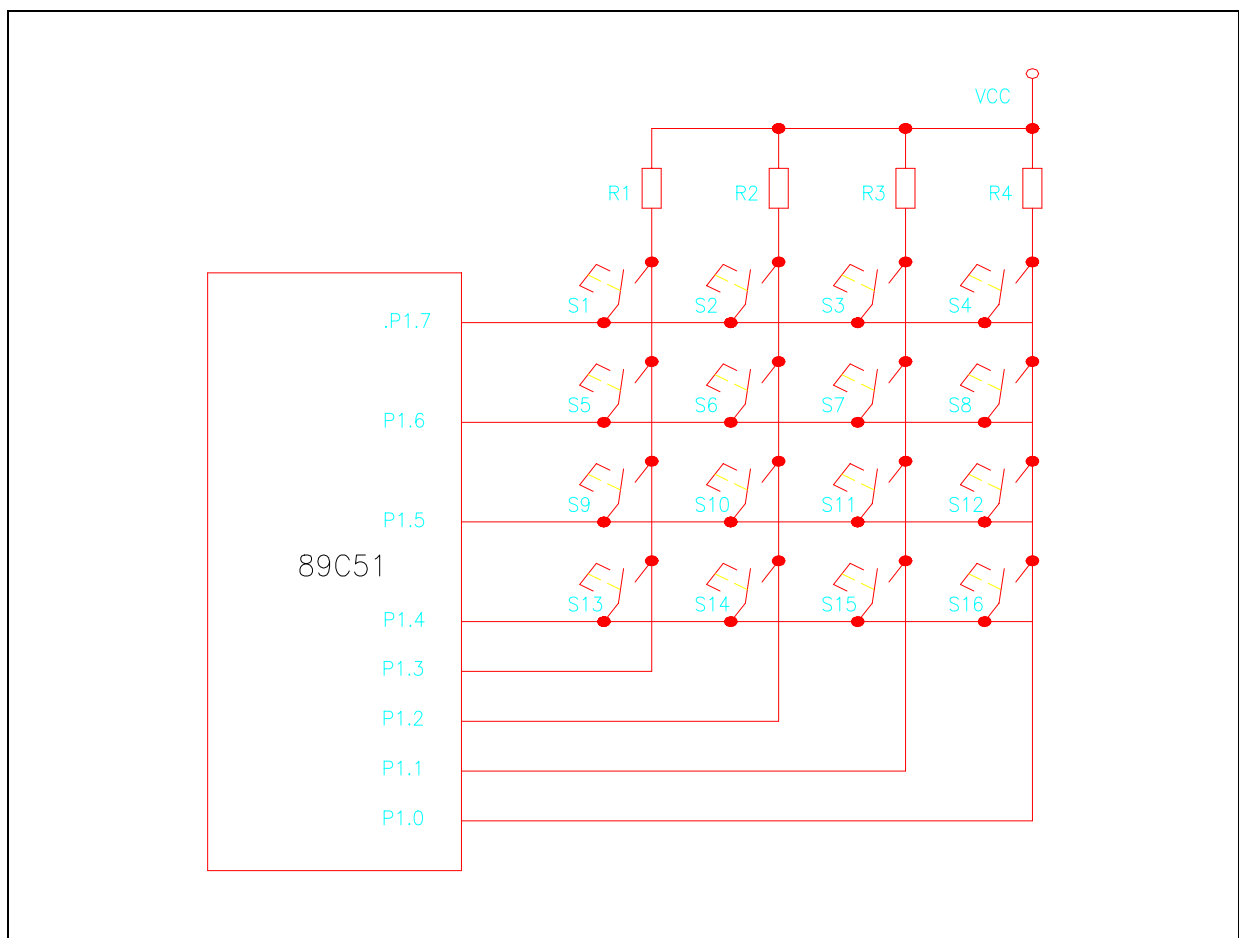 VCC
R1 R2 R3 R4
S1 S2 S3 S4
.P1.7
S5 S6 S7 S8
P1.6
S9 S10 S11 S12
P1.5
89C51
S13 S14 S15 S16
P1.4
P1.3
P1.2
P1.1
P1.0